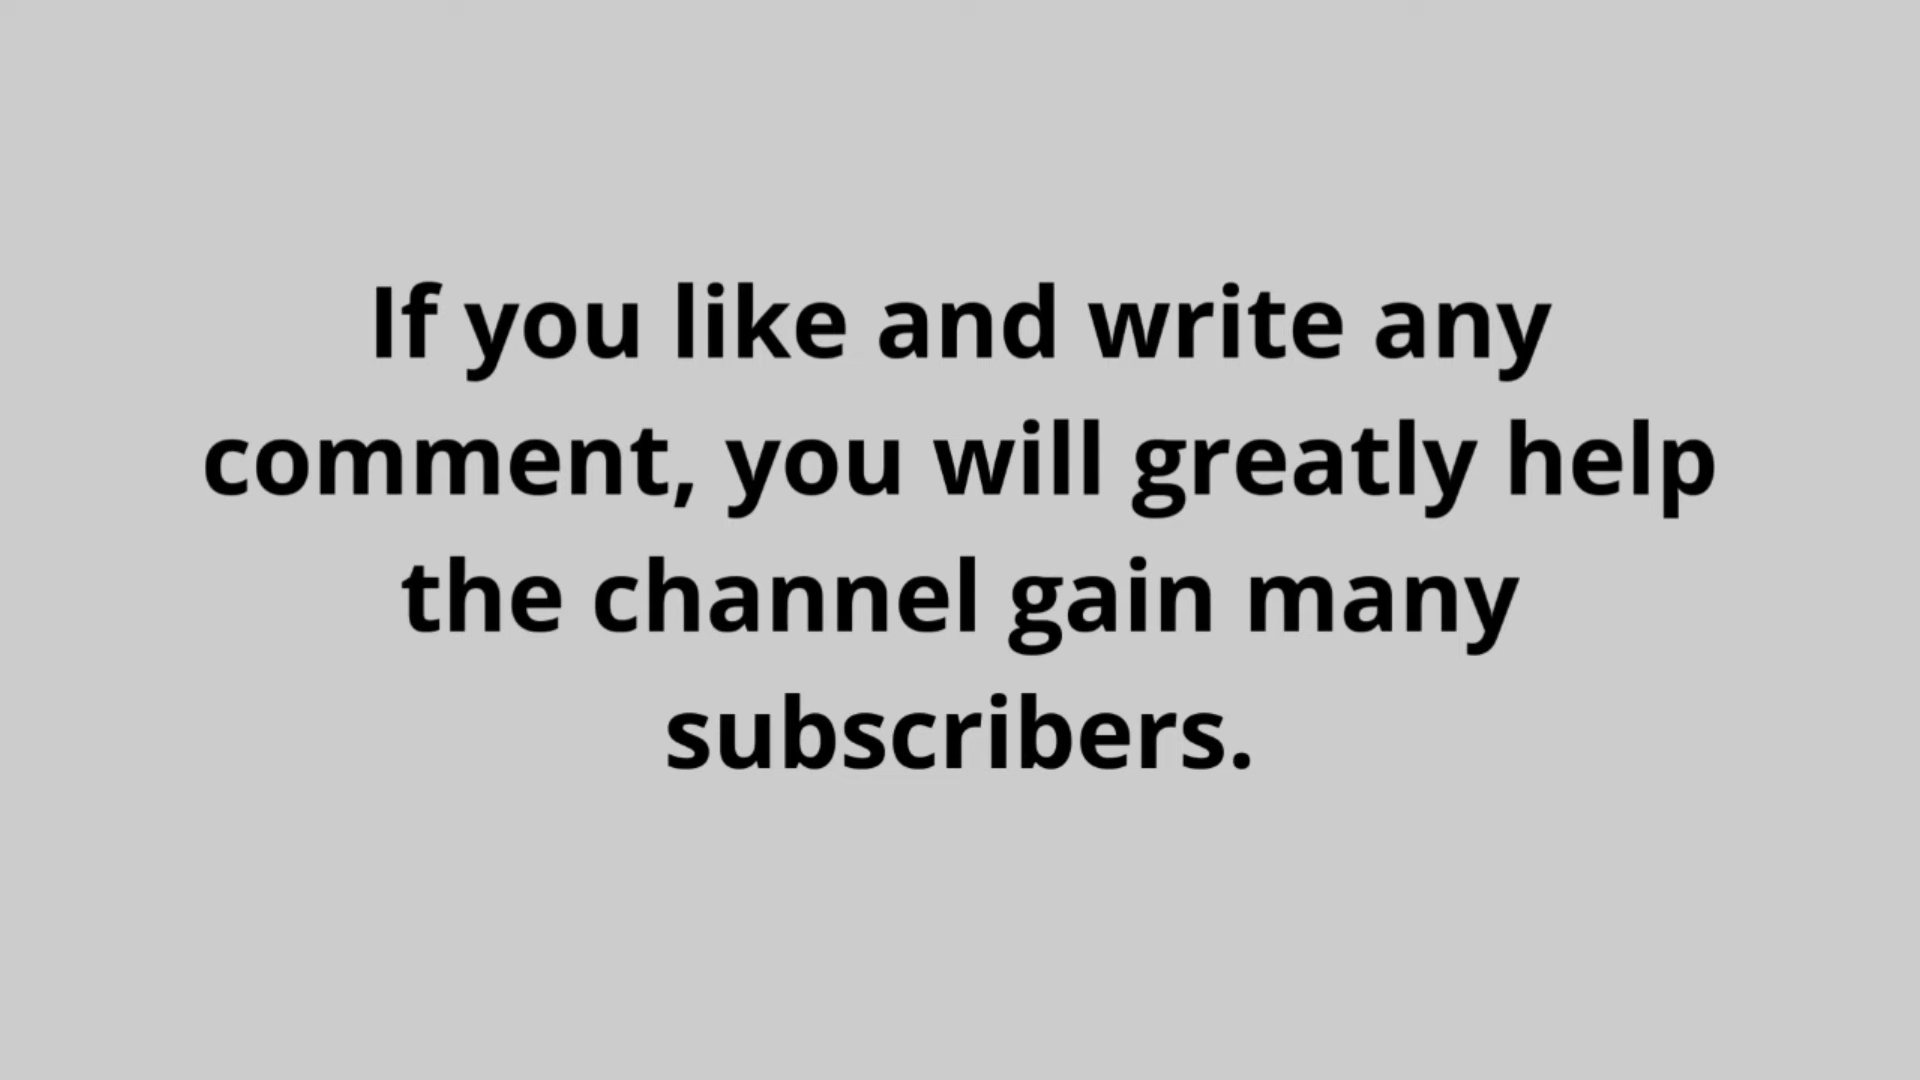 If you like and write any
comment, you will greatly help
the channel gain many
subscribers.